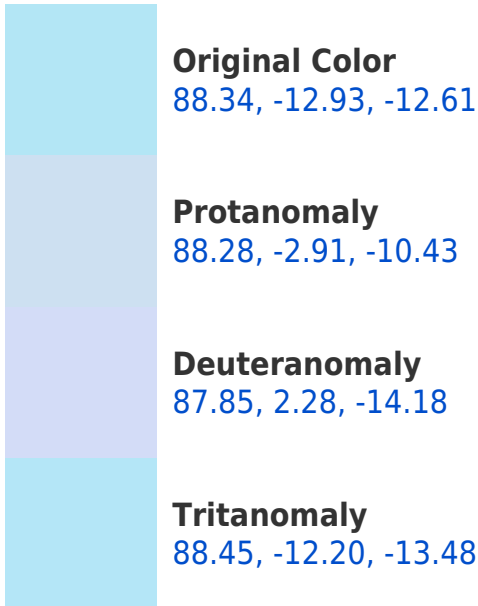 Original Color
88.34, -12.93, -12.61
Protanomaly
88.28, -2.91, -10.43
Deuteranomaly
87.85, 2.28, -14.18
Tritanomaly
88.45, -12.20, -13.48